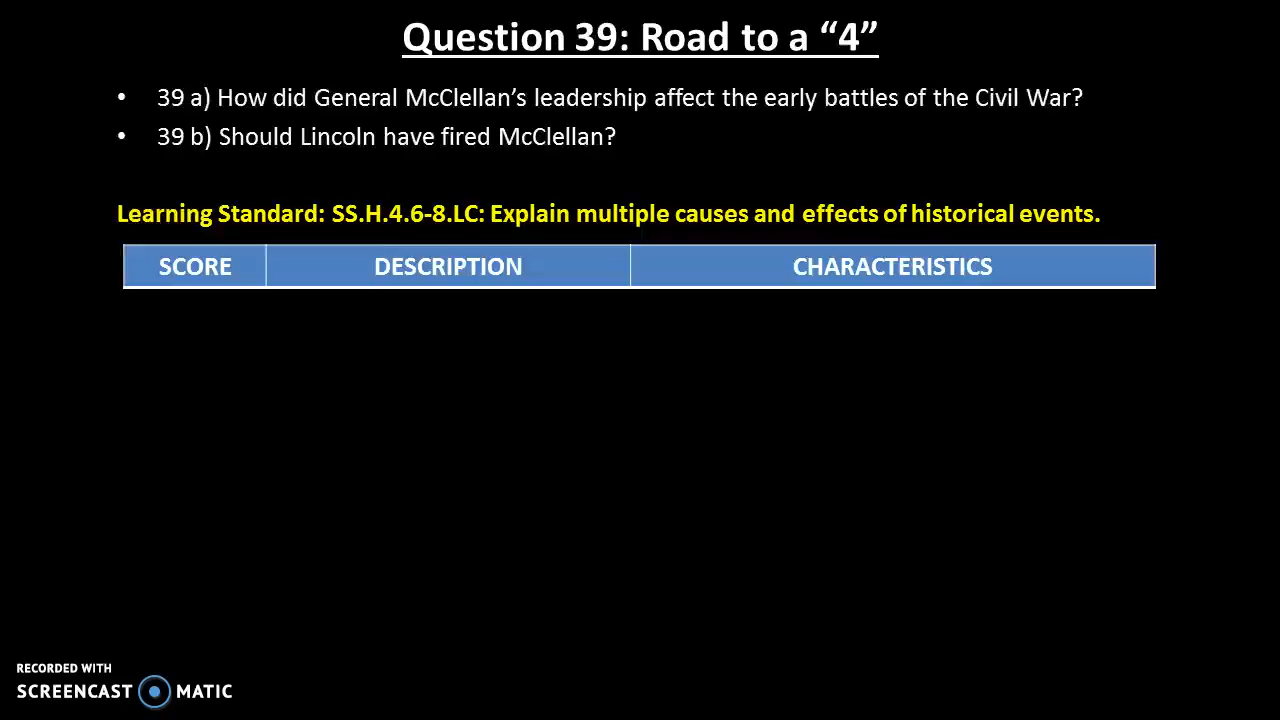 Question 39: Road to a “4”
• 39 a) How did General McClellan’s leadership affect the early battles of the Civil War?
• 39 b) Should Lincoln have fired McClellan?
Learning Standard: SS.H.4.6-8.LC: Explain multiple causes and effects of historical events.
SCORE DESCRIPTION CHARACTERISTICS
RECORDED WITH
SCREENCAST MATIC